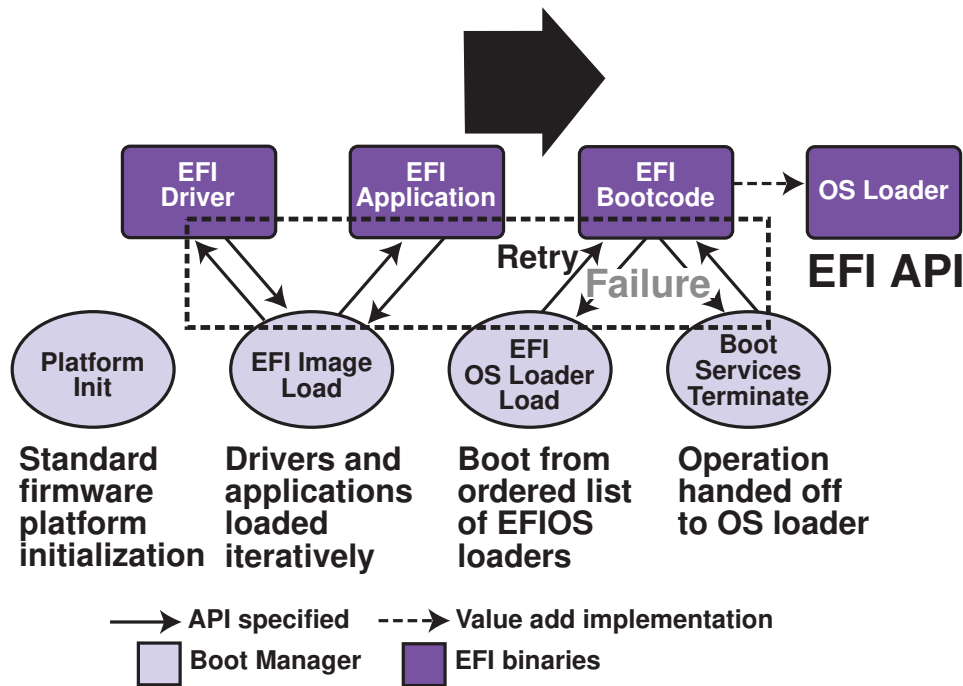 EFI
Driver
EFI
Application
EFI
Bootcode
OS Loader
EFI API
Retry
Failure
Platform
Init
EFI Image
Load
EFI
OS Loader
Load
Boot
Services
Terminate
Standard
firmware
platform
initialization
Drivers and
applications
loaded
iteratively
Boot from
ordered list
of EFIOS
loaders
Operation
handed off
to OS loader
API specified
Value add implementation
Boot Manager
EFI binaries